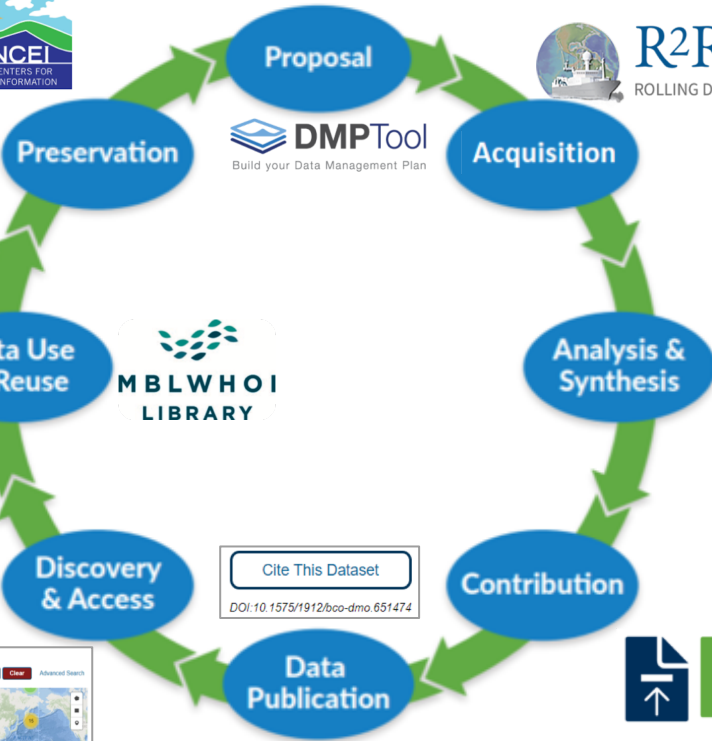 NCEI
ENTERS FOR
INFORMATION
Proposal
R2R
ROLLING D
DMPTool
Build your Data Management Plan
Preservation
Acquisition
ta Use
Reuse
MBLWHOI
LIBRARY
Analysis &
Synthesis
Discovery
& Access
Cite This Dataset
DOI:10.1575/1912/bco-dmo.651474
Contribution
Data
Publication
Clear
Advanced Search